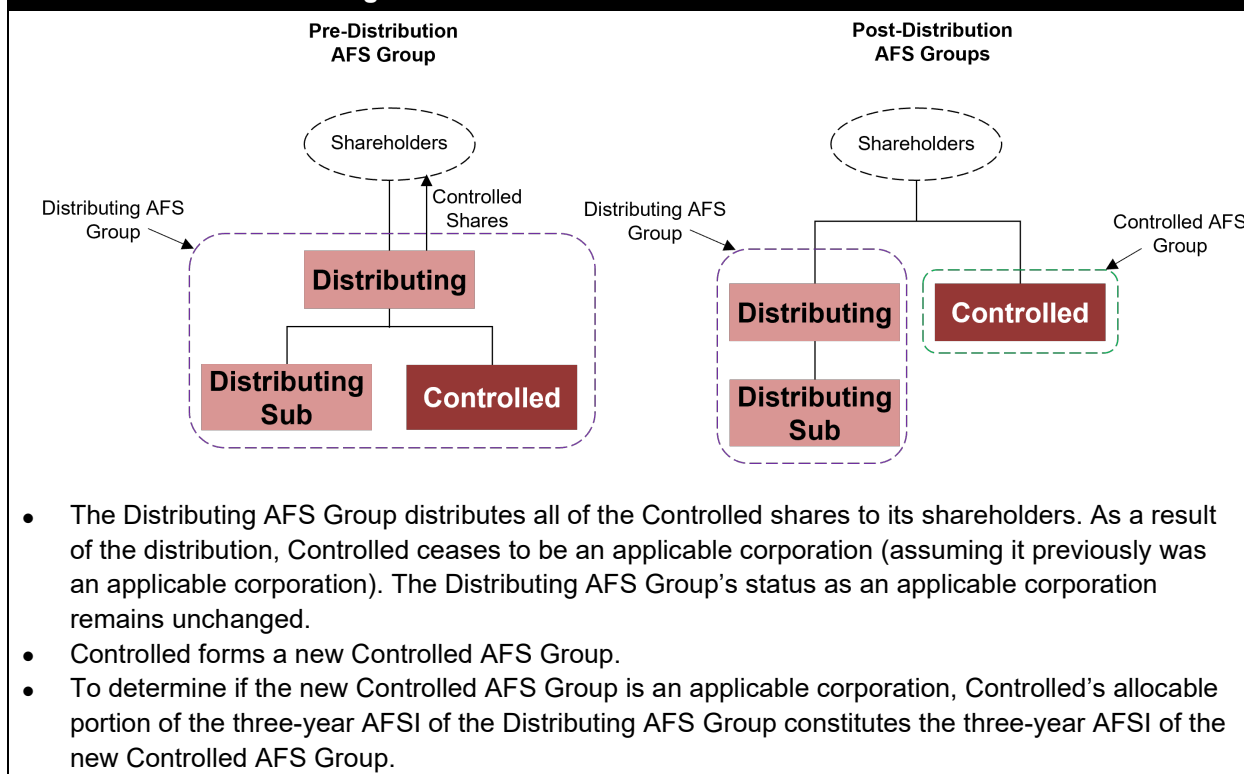 Pre-Distribution
AFS Group
Post-Distribution
AFS Groups
Shareholders
Shareholders
Controlled
Shares
Distributing AFS
Group
Distributing AFS
Group
Controlled AFS
Group
Distributing
Distributing
Controlled
Distributing
Sub
Controlled
Distributing
Sub
• The Distributing AFS Group distributes all of the Controlled shares to its shareholders. As a result
of the distribution, Controlled ceases to be an applicable corporation (assuming it previously was
an applicable corporation). The Distributing AFS Group’s status as an applicable corporation
remains unchanged.
• Controlled forms a new Controlled AFS Group.
• To determine if the new Controlled AFS Group is an applicable corporation, Controlled’s allocable
portion of the three-year AFSI of the Distributing AFS Group constitutes the three-year AFSI of the
new Controlled AFS Group.